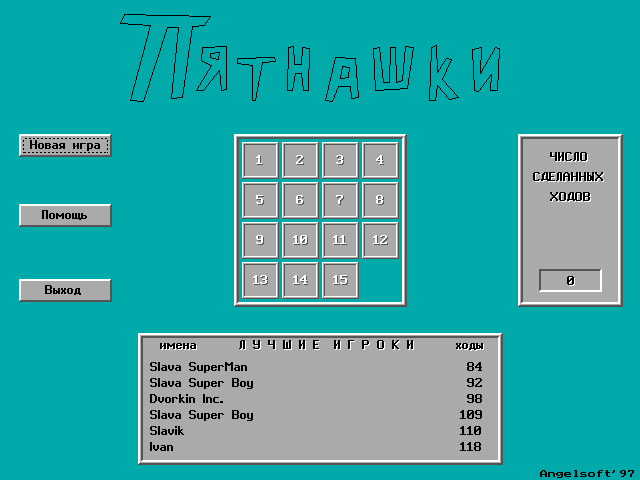 Пятнашки
Новая игра
Помощь
Выход
1 2 3 4
5 6 7 8
9 10 11 12
13 14 15
ЧИСЛО
СДЕЛАННЫХ
ХОДОВ
0
имена ЛУЧШИЕ ИГРОКИ ходы
Slava SuperMan 84
Slava Super Boy 92
Dvorkin Inc. 98
Slava Super Boy 109
Slavik 110
Ivan 118
Angelsoft'97